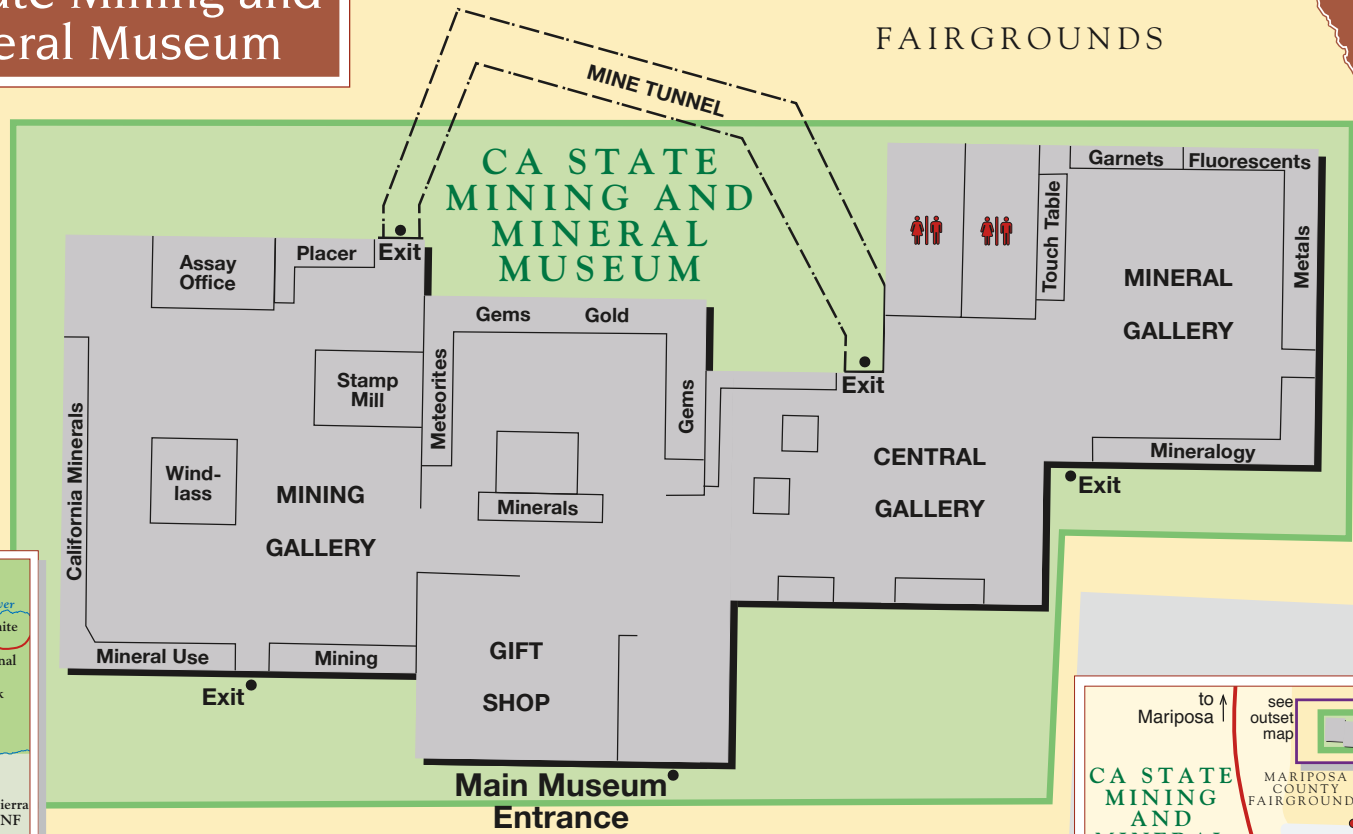 Mining and
Museum
FAIRGROUNDS
MINE TUNNEL
CA STATE
MINING AND
MINERAL
MUSEUM
Garnets
Fluorescents
Touch Table
Metals
MINERAL
GALLERY
Mineralogy
Exit
Assay
Office
Placer
Exit
Gems
Gold
Meteorites
Gems
Stamp
Mill
Exit
California Minerals
Wind-
lass
MINING
GALLERY
Minerals
CENTRAL
GALLERY
Mineral Use
Mining
Exit
GIFT
SHOP
Main Museum
Entrance
to
Mariposa
see
outset
map
CA STATE
MINING
AND
MARIPOSA
COUNTY
NF